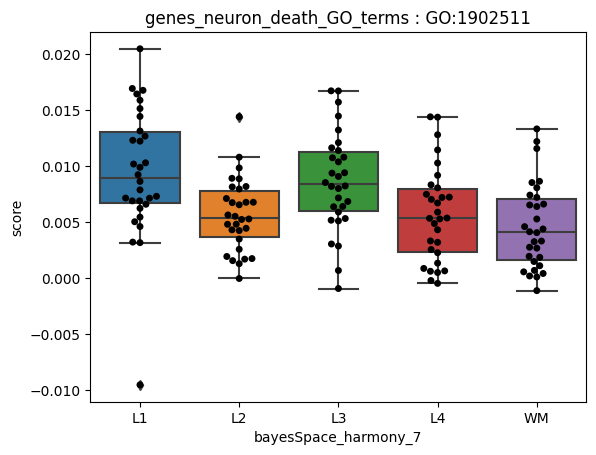 genes_neuron_death_GO_terms : GO:1902511
0.020
0.015
0.010
0.005
0.000
−0.005
−0.010
score
L1 L2 L3 L4 WM
bayesSpace_harmony_7